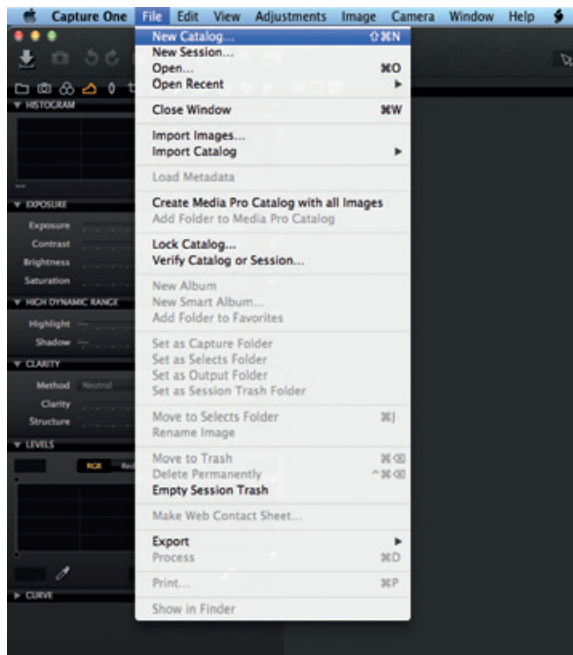 Capture One File Edit View Adjustments Image Camera Window Help
New Catalog... ⇧⌘N
New Session...
Open... ⌘O
Open Recent ▶
Close Window ⌘W
Import Images...
Import Catalog ▶
Load Metadata
Create Media Pro Catalog with all Images
Add Folder to Media Pro Catalog
Lock Catalog...
Verify Catalog or Session...
New Album
New Smart Album...
Add Folder to Favorites
Set as Capture Folder
Set as Selects Folder
Set as Output Folder
Set as Session Trash Folder
Move to Selects Folder ⌘J
Rename Image
Move to Trash ⌘⌫
Delete Permanently ^⌘⌫
Empty Session Trash
Make Web Contact Sheet...
Export ▶
Process ⌘D
Print... ⌘P
Show in Finder
HISTOGRAM
--
EXPOSURE
Exposure
Contrast
Brightness
Saturation
HIGH DYNAMIC RANGE
Highlight
Shadow
CLARITY
Method Neutral
Clarity
Structure
LEVELS
RGB Red
CURVE